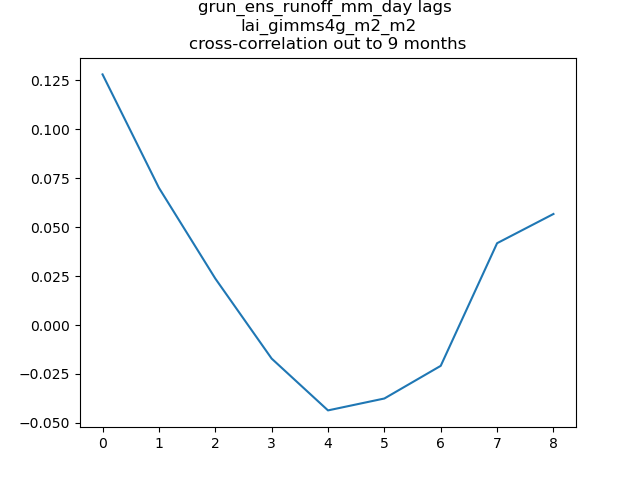 grun_ens_runoff_mm_day lags
lai_gimms4g_m2_m2
cross-correlation out to 9 months
0.125
0.100
0.075
0.050
0.025
0.000
−0.025
−0.050
0 1 2 3 4 5 6 7 8